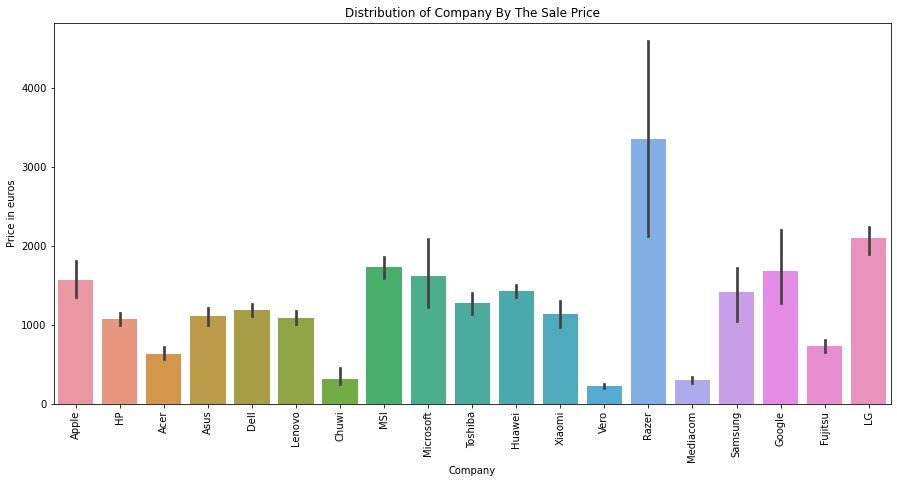 Distribution of Company By The Sale Price
Price in euros
4000
3000
2000
1000
0
Apple
HP
Acer
Asus
Dell
Lenovo
Chuwi
MSI
Microsoft
Toshiba
Huawei
Xiaomi
Vero
Razer
Mediacom
Samsung
Google
Fujitsu
LG
Company